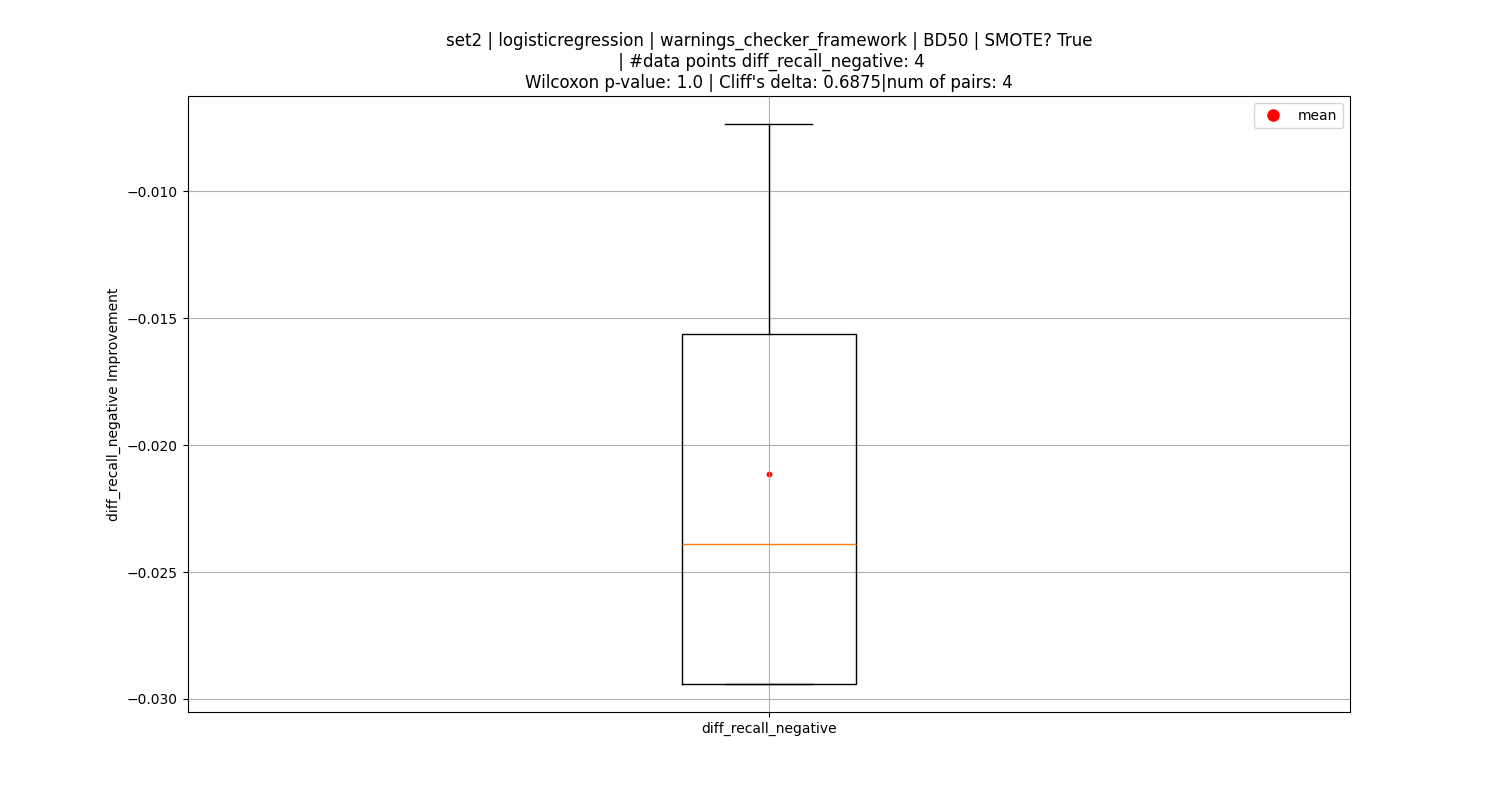 set2 | logisticregression | warnings_checker_framework | BD50 | SMOTE? True
| #data points diff_recall_negative: 4
Wilcoxon p-value: 1.0 | Cliff's delta: 0.6875|num of pairs: 4
mean
−0.010
−0.015
−0.020
−0.025
−0.030
diff_recall_negative Improvement
diff_recall_negative